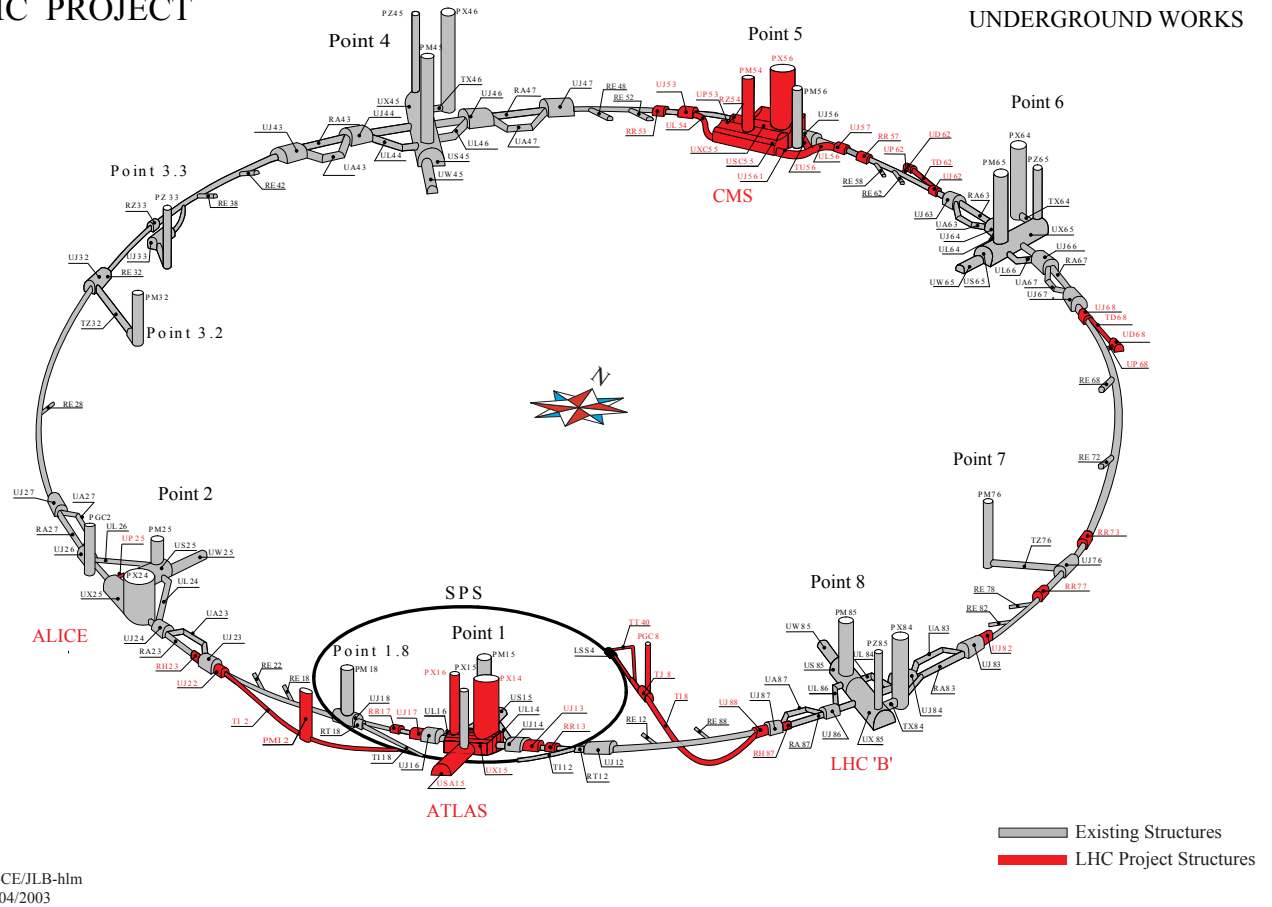 IC PROJECT
UNDERGROUND WORKS
PZ45
PX46
Point 4
PM45
TX46
UX45
UJ46
RA47
UJ47
UJ44
RA43
UJ43
UA43
UL44
US45
UW45
UL46
UA47
RE48
RE52
Point 5
PX56
PM54
PM56
UJ53
UP53
RZ54
RR53
UL54
UXC55
USC55
UJ561
TU56
UL56
UJ56
UJ57
RR57
CMS
RE58
RE62
UP62
UD62
TD62
UJ62
Point 6
PX64
PM65
PZ65
RA63
UJ63
UA63
UJ64
UL64
TX64
UX65
UJ66
RA67
UW65
US65
UL66
UA67
UJ67
UJ68
TD68
UD68
UP68
RE68
RE72
Point 3.3
PZ33
RZ33
UJ33
RE42
RE38
UJ32
RE32
PM32
TZ32
Point 3.2
RE28
N
Point 7
PM76
TZ76
RR73
UJ76
RR77
RE78
RE82
UJ82
UJ83
Point 2
UJ27
UA27
PGC2
UL26
UP25
PM25
US25
UW25
RA27
UJ26
PX24
UX25
UL24
UA23
UJ24
RA23
UJ23
RH23
UJ22
ALICE
RE22
RE18
TI2
PMI2
SPS
Point 1
Point 1.8
PM18
UJ18
RR17
UJ17
RT18
TI18
UJ16
UL16
PX16
PX15
PM15
PX14
US15
UL14
UJ14
UJ13
RR13
USA15
UX15
ATLAS
TI12
RT12
UJ12
LSS4
TT40
PGC8
TJ8
TI8
RE12
RE88
UJ88
UJ87
UA87
RH87
RA87
UJ86
UL86
Point 8
PM85
UW85
US85
UL84
PZ85
PX84
UA83
RA83
UJ84
TX84
UX85
LHC 'B'
Existing Structures
LHC Project Structures
CE/JLB-hlm
04/2003